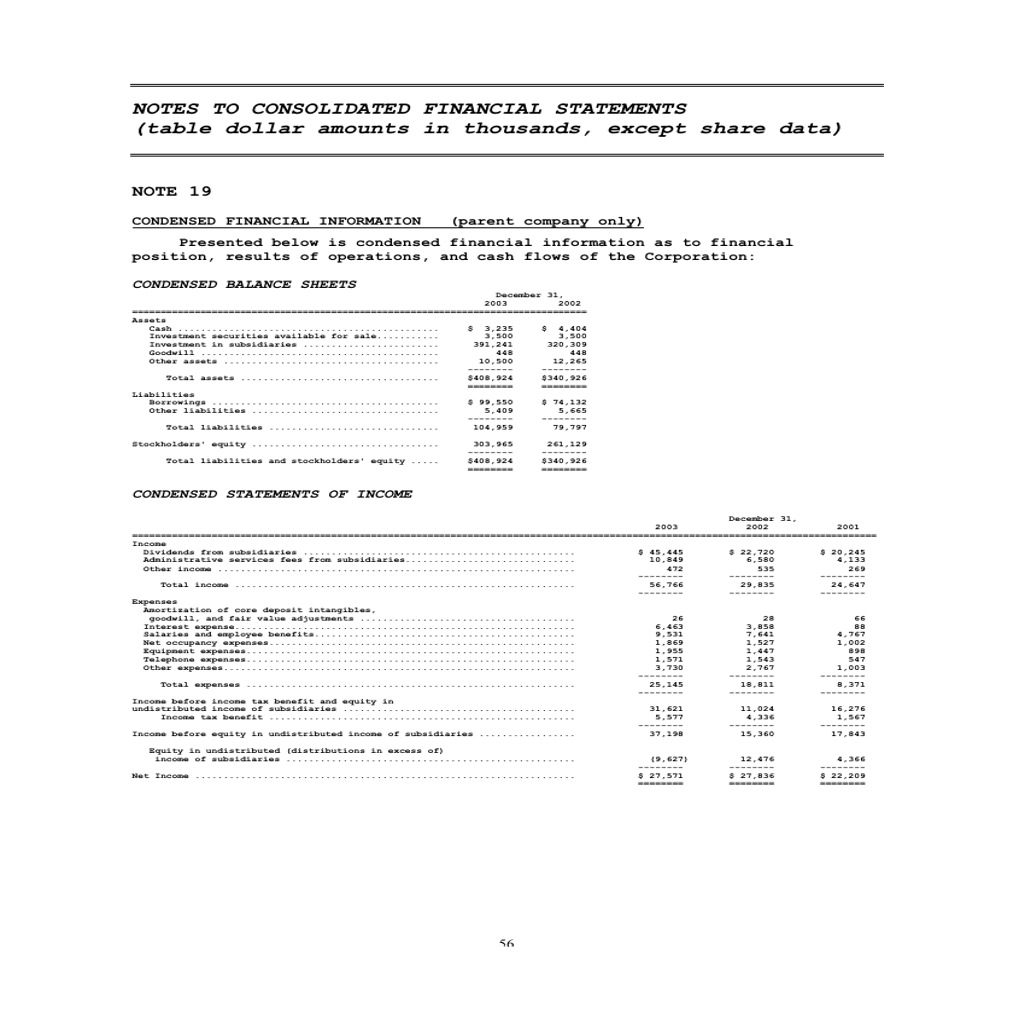 NOTES TO CONSOLIDATED FINANCIAL STATEMENTS
(table dollar amounts in thousands, except share data)
NOTE 19
CONDENSED FINANCIAL INFORMATION (parent company only)
Presented below is condensed financial information as to financial
position, results of operations, and cash flows of the Corporation:
CONDENSED BALANCE SHEETS
December 31,
2003 2002
Assets
Cash .............................................. $ 3,235 $ 4,404
Investment securities available for sale........... 3,500 3,500
Investment in subsidiaries ........................ 391,241 320,309
Goodwill .......................................... 448 448
Other assets ...................................... 10,500 12,265
Total assets ................................... $408,924 $340,926
Liabilities
Borrowings ........................................ $ 99,550 $ 74,132
Other liabilities ................................. 5,409 5,665
Total liabilities .............................. 104,959 79,797
Stockholders' equity ................................. 303,965 261,129
Total liabilities and stockholders' equity ..... $408,924 $340,926
CONDENSED STATEMENTS OF INCOME
December 31,
2003 2002 2001
Income
Dividends from subsidiaries ................................................ $ 45,445 $ 22,720 $ 20,245
Administrative services fees from subsidiaries.............................. 10,849 6,580 4,133
Other income ............................................................... 472 535 269
Total income ............................................................ 56,766 29,835 24,647
Expenses
Amortization of core deposit intangibles,
goodwill, and fair value adjustments ...................................... 26 28 66
Interest expense............................................................ 6,463 3,858 88
Salaries and employee benefits.............................................. 9,531 7,641 4,767
Net occupancy expenses...................................................... 1,869 1,527 1,002
Equipment expenses.......................................................... 1,955 1,447 898
Telephone expenses.......................................................... 1,571 1,543 547
Other expenses.............................................................. 3,730 2,767 1,003
Total expenses .......................................................... 25,145 18,811 8,371
Income before income tax benefit and equity in
undistributed income of subsidiaries ......................................... 31,621 11,024 16,276
Income tax benefit ...................................................... 5,577 4,336 1,567
Income before equity in undistributed income of subsidiaries ................. 37,198 15,360 17,843
Equity in undistributed (distributions in excess of)
income of subsidiaries ................................................... (9,627) 12,476 4,366
Net Income ................................................................... $ 27,571 $ 27,836 $ 22,209
56